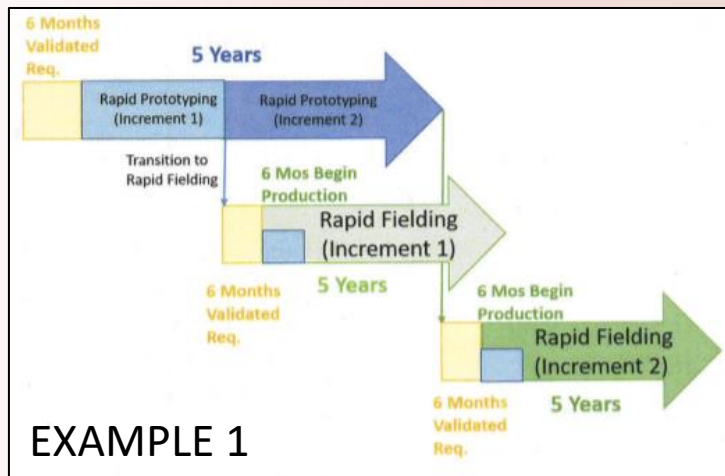 6 Months
Validated
Req.
5 Years
Rapid Prototyping
(Increment 1)
Rapid Prototyping
(Increment 2)
Transition to
Rapid Fielding
6 Mos Begin
Production
Rapid Fielding
(Increment 1)
5 Years
6 Months
Validated
Req.
6 Mos Begin
Production
Rapid Fielding
(Increment 2)
5 Years
6 Months
Validated
Req.
EXAMPLE 1